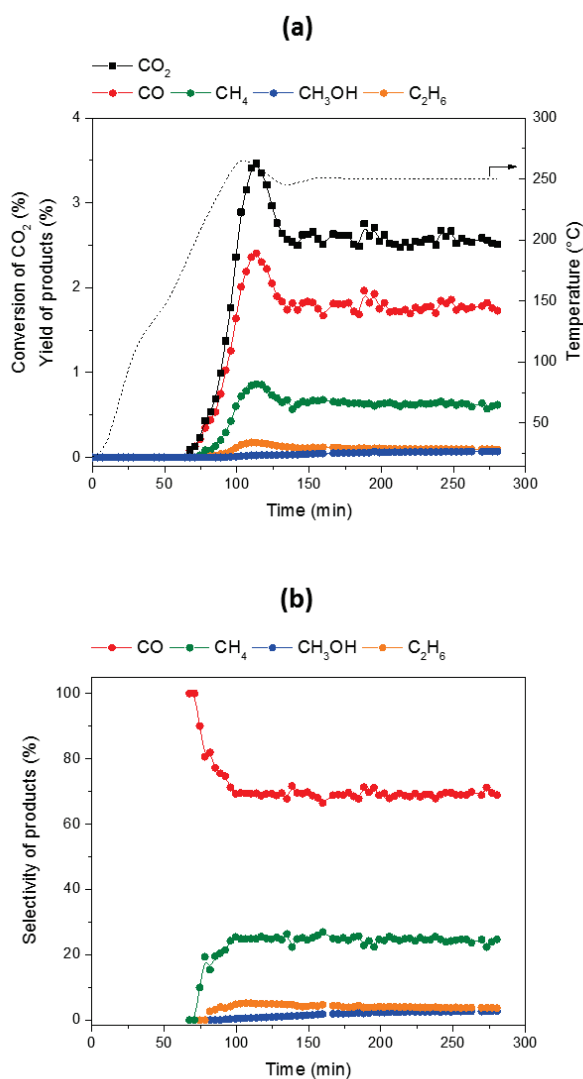 (a)
CO₂
CO CH₄ CH₃OH C₂H₆
Conversion of CO₂ (%)
Yield of products (%)
4
3
2
1
0
300
250
200
150
100
50
Temperature (°C)
0 50 100 150 200 250 300
Time (min)
(b)
CO CH₄ CH₃OH C₂H₆
Selectivity of products (%)
100
80
60
40
20
0
0 50 100 150 200 250 300
Time (min)